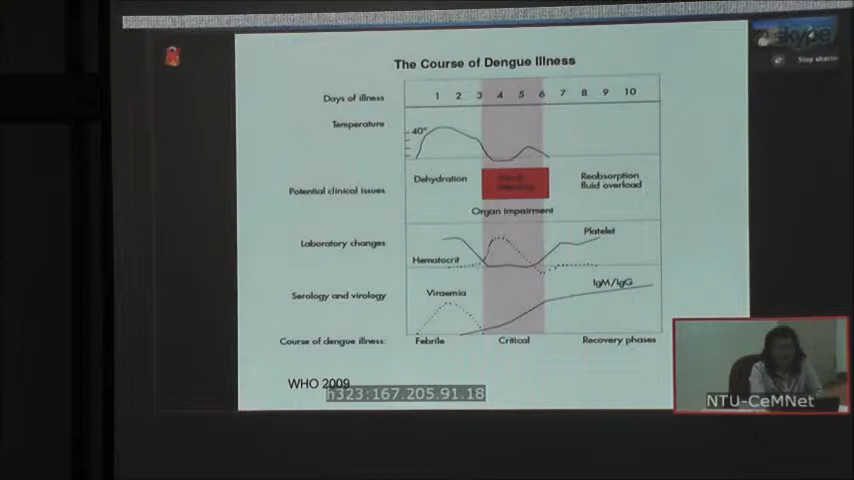 skype
Stop sharin
The Course of Dengue Illness
Days of illness
1 2 3 4 5 6 7 8 9 10
Temperature
40°
Potential clinical issues
Dehydration
Reabsorption
fluid overload
Organ impairment
Laboratory changes
Platelet
Hematocrit
Serology and virology
Viraemia
IgM/IgG
Course of dengue illness:
Febrile
Critical
Recovery phases
WHO 2009
h323:167.205.91.18
NTU-CeMNet